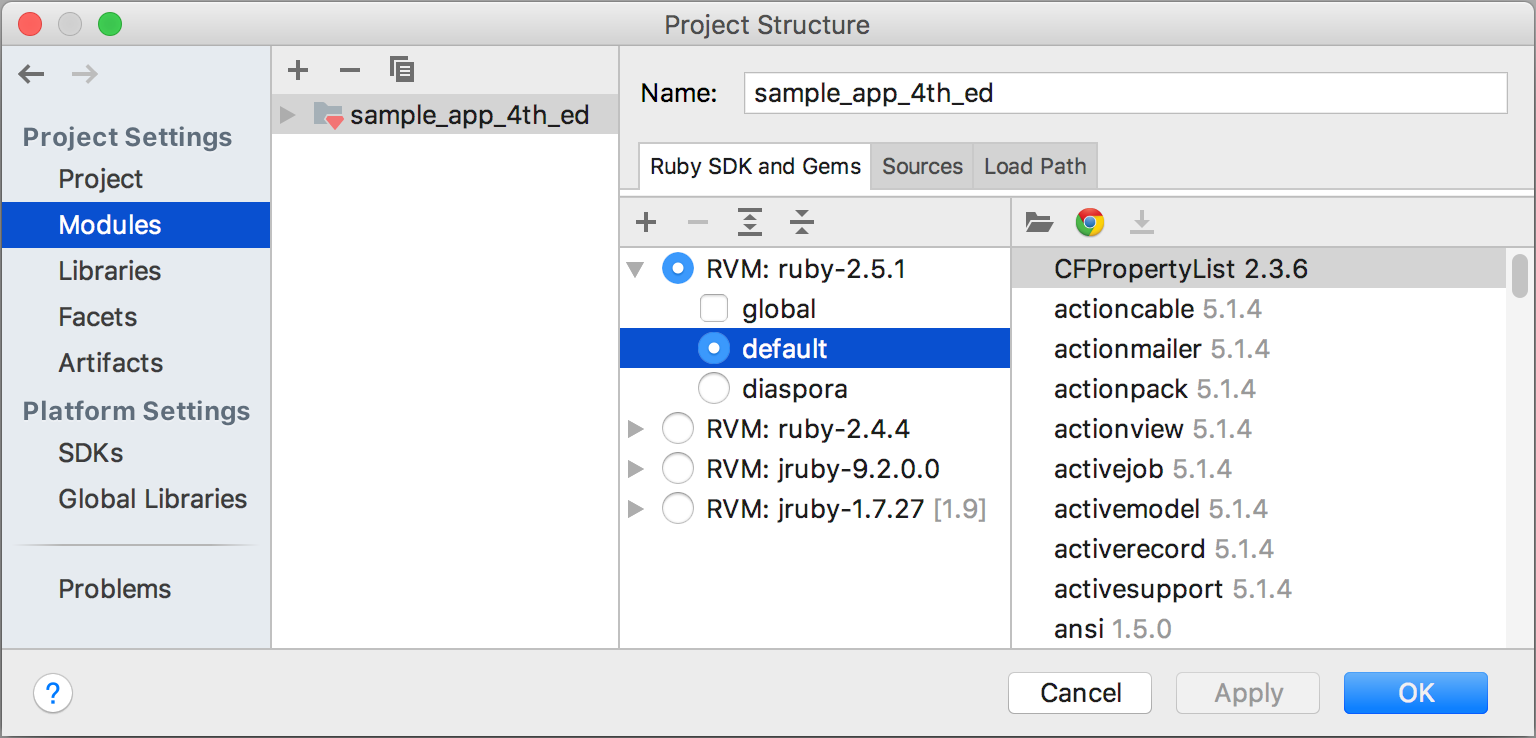 Project Structure
Project Settings
Project
Modules
Libraries
Facets
Artifacts
Platform Settings
SDKs
Global Libraries
Problems
sample_app_4th_ed
Name: sample_app_4th_ed
Ruby SDK and Gems Sources Load Path
RVM: ruby-2.5.1
global
default
diaspora
RVM: ruby-2.4.4
RVM: jruby-9.2.0.0
RVM: jruby-1.7.27 [1.9]
CFPropertyList 2.3.6
actioncable 5.1.4
actionmailer 5.1.4
actionpack 5.1.4
actionview 5.1.4
activejob 5.1.4
activemodel 5.1.4
activerecord 5.1.4
activesupport 5.1.4
ansi 1.5.0
? Cancel Apply OK